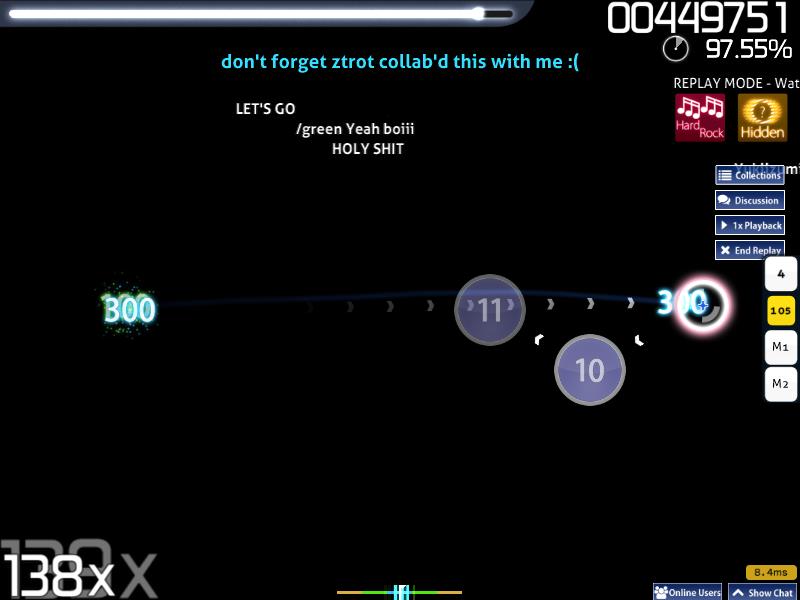 00449751
97.55%
don't forget ztrot collab'd this with me :(
REPLAY MODE - Wat
LET'S GO
/green Yeah boiii
HOLY SHIT
Hard Rock
Hidden
Collections
Discussion
1x Playback
End Replay
4
105
M1
M2
300
11
300
10
138x
8.4ms
Online Users
Show Chat